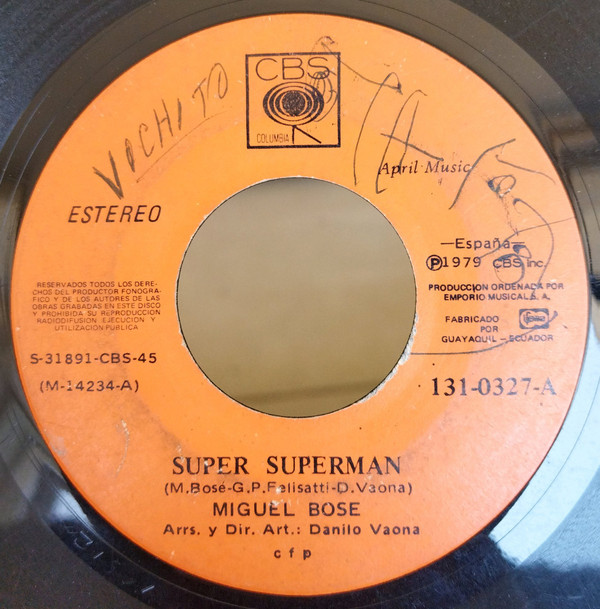 CBS
COLUMBIA
VOCHITO
April Music
ESTEREO
—España—
Ⓟ1979 CBS Inc.
RESERVADOS TODOS LOS DERE-
CHOS DEL PRODUCTOR FONOGRA-
FICO Y DE LOS AUTORES DE LAS
OBRAS GRABADAS EN ESTE DISCO
Y PROHIBIDA SU REPRODUCCION
RADIODIFUSION EJECUCION Y
UTILIZACION PUBLICA
PRODUCCION ORDENADA POR
EMPORIO MUSICAL S. A.
FABRICADO
POR
GUAYAQUIL – ECUADOR
S-31891-CBS-45
(M-14234-A)
131-0327-A
SUPER SUPERMAN
(M.Bosé-G.P.Felisatti-D.Vaona)
MIGUEL BOSE
Arrs. y Dir. Art.: Danilo Vaona
c f p